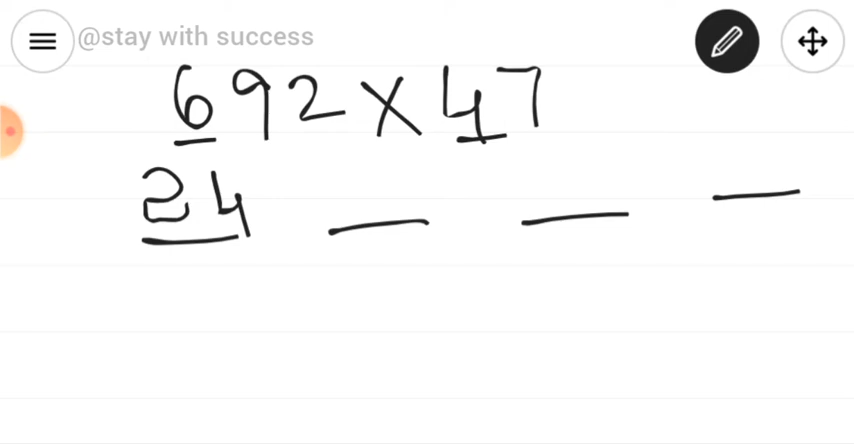 @stay with success
692 × 47
24 _ _ _